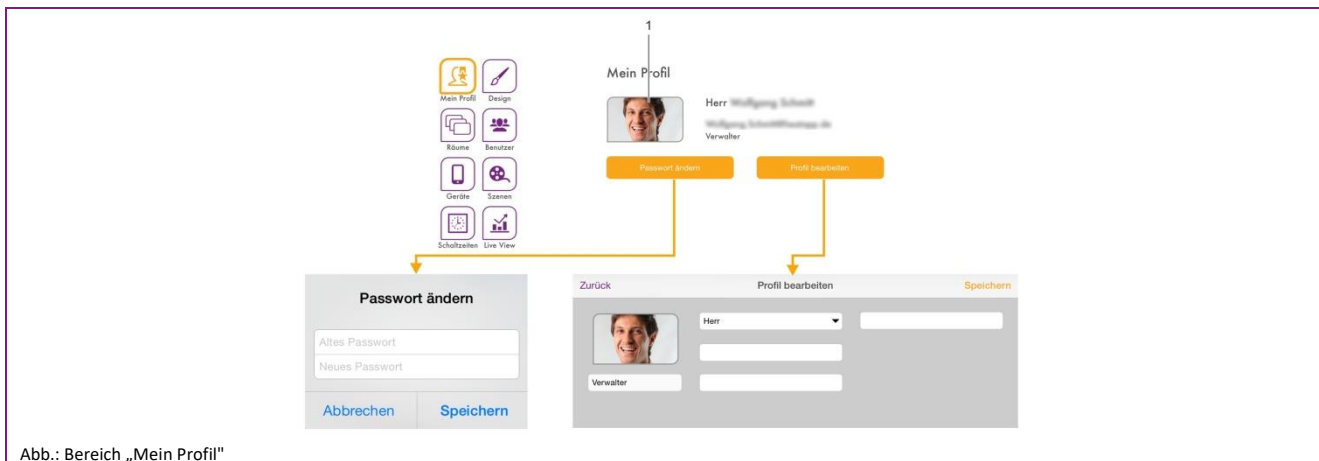 1
Mein Profil
Mein Profil Design
Herr
Räume Benutzer
Verwalter
Passwort ändern Profil bearbeiten
Geräte Szenen
Schaltzeiten Live View
Passwort ändern
Altes Passwort
Neues Passwort
Abbrechen Speichern
Zurück Profil bearbeiten Speichern
Herr
Verwalter
Abb.: Bereich „Mein Profil"